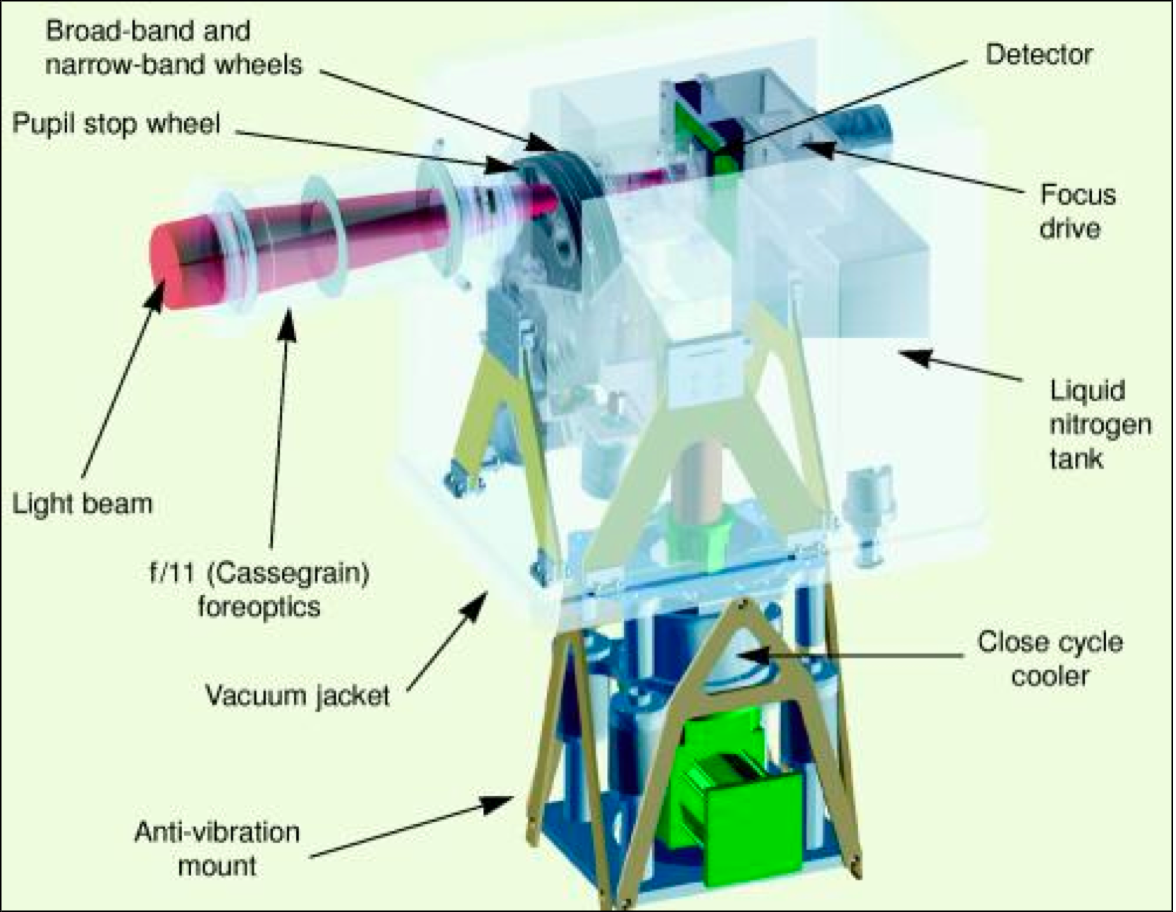 Broad-band and
narrow-band wheels
Detector
Pupil stop wheel
Focus
drive
Liquid
nitrogen
tank
Light beam
f/11 (Cassegrain)
foreoptics
Vacuum jacket
Close cycle
cooler
Anti-vibration
mount